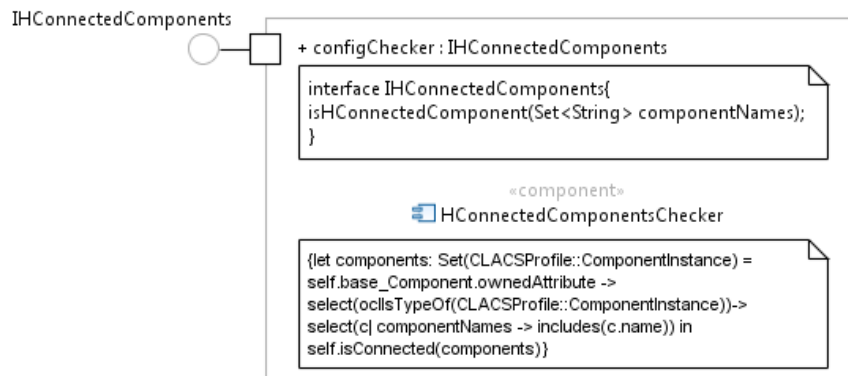 IHConnectedComponents
+ configChecker : IHConnectedComponents
interface IHConnectedComponents{
isHConnectedComponent(Set<String> componentNames);
}
«component»
HConnectedComponentsChecker
{let components: Set(CLACSProfile::ComponentInstance) =
self.base_Component.ownedAttribute ->
select(oclIsTypeOf(CLACSProfile::ComponentInstance))->
select(c| componentNames -> includes(c.name)) in
self.isConnected(components)}